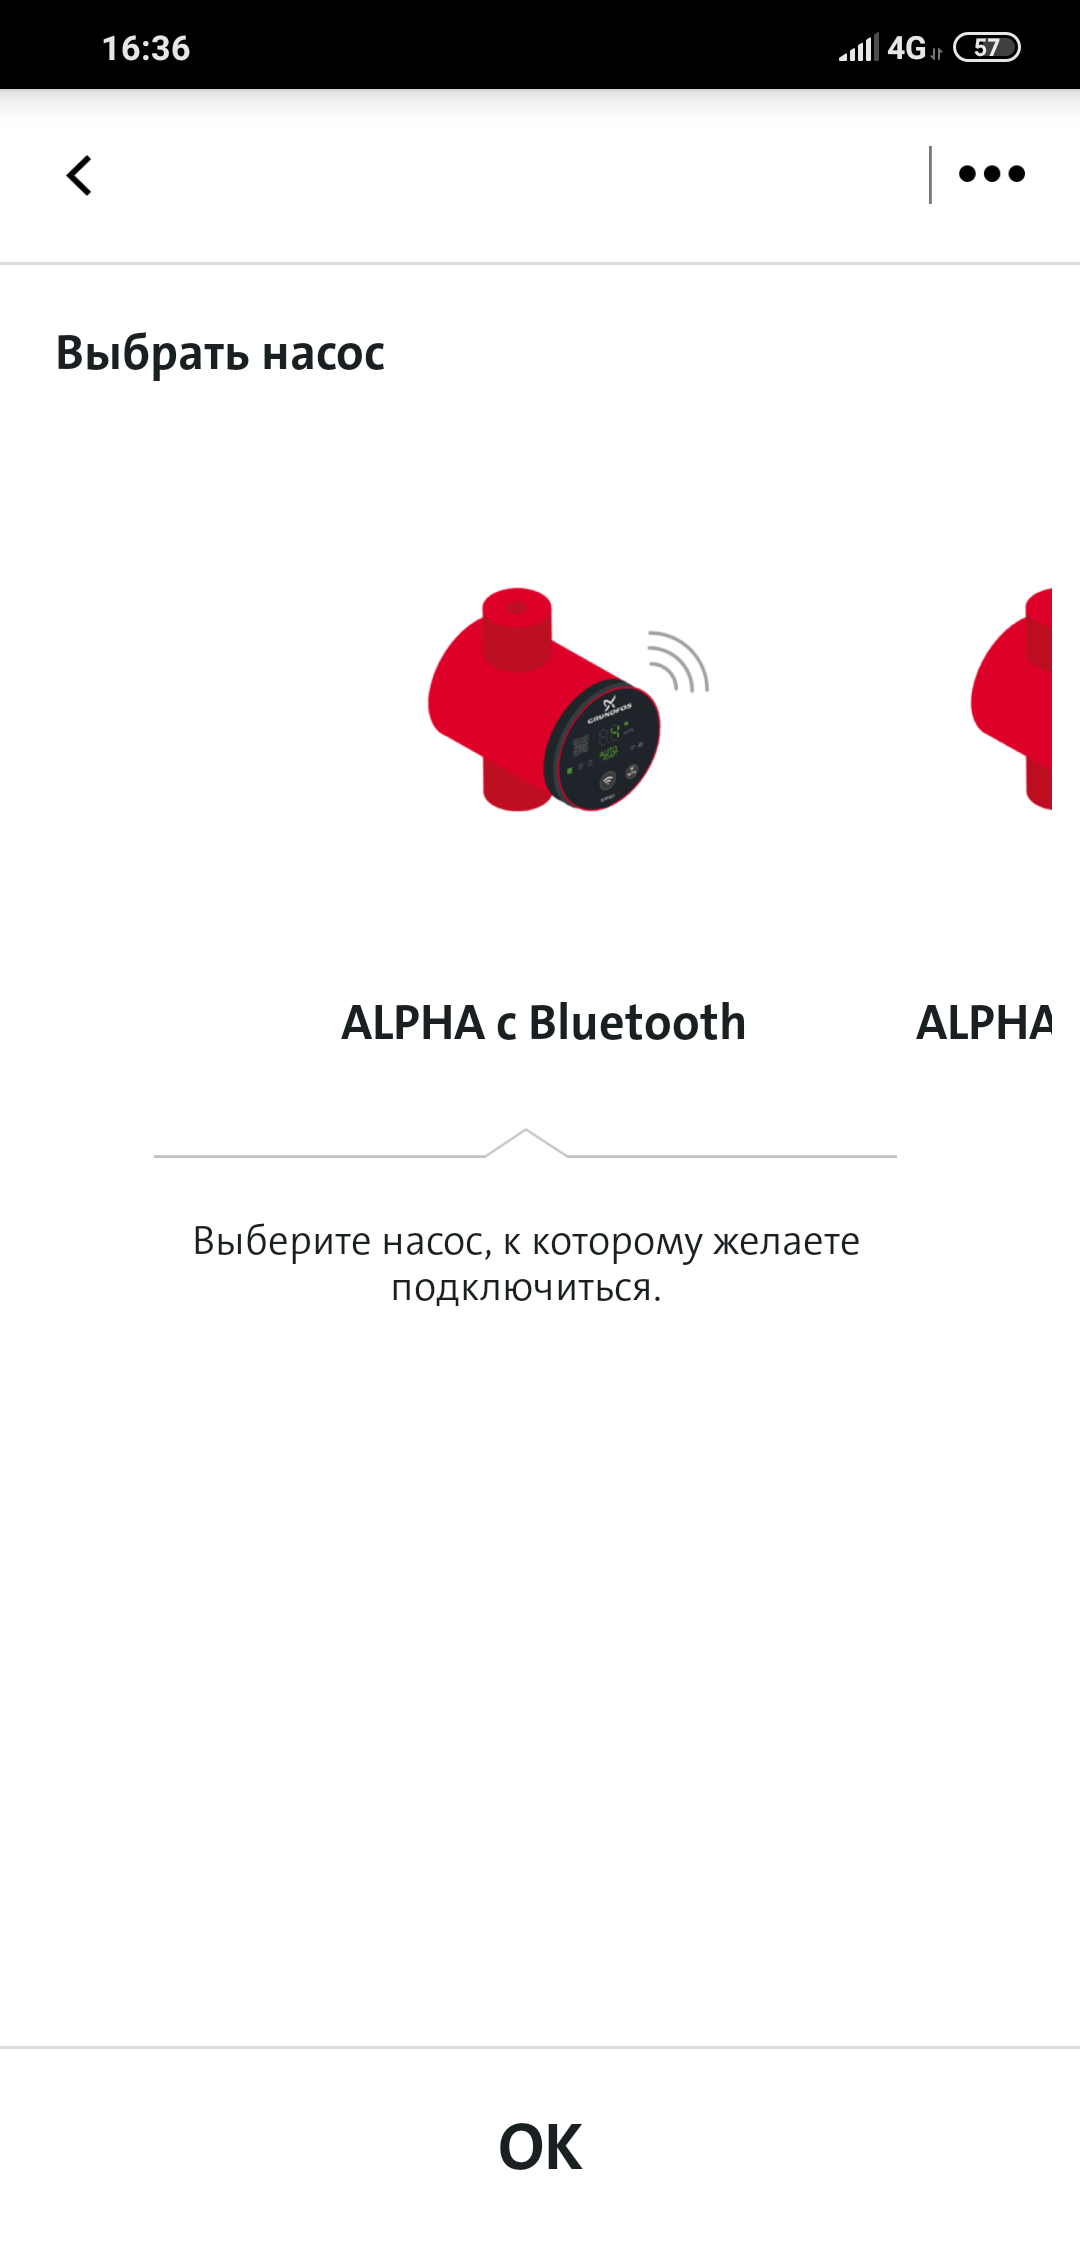 16:36
4G 57
Выбрать насос
GRUNDFOS
AUTO
ALPHA с Bluetooth
ALPHA
Выберите насос, к которому желаете
подключиться.
OK